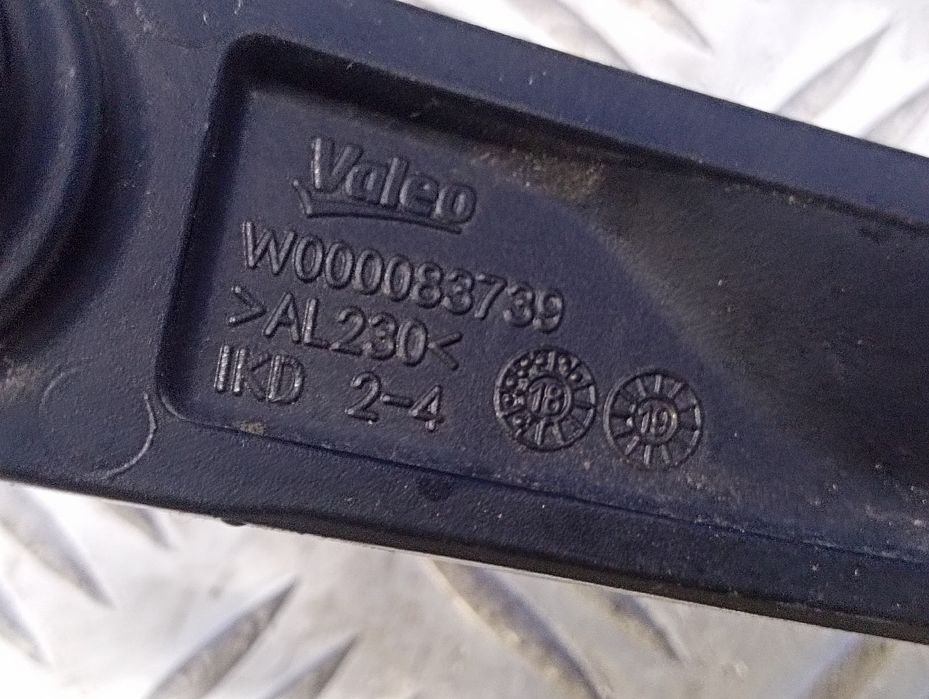 Valeo
W000083739
>AL230<
IKD 2-4
18
19